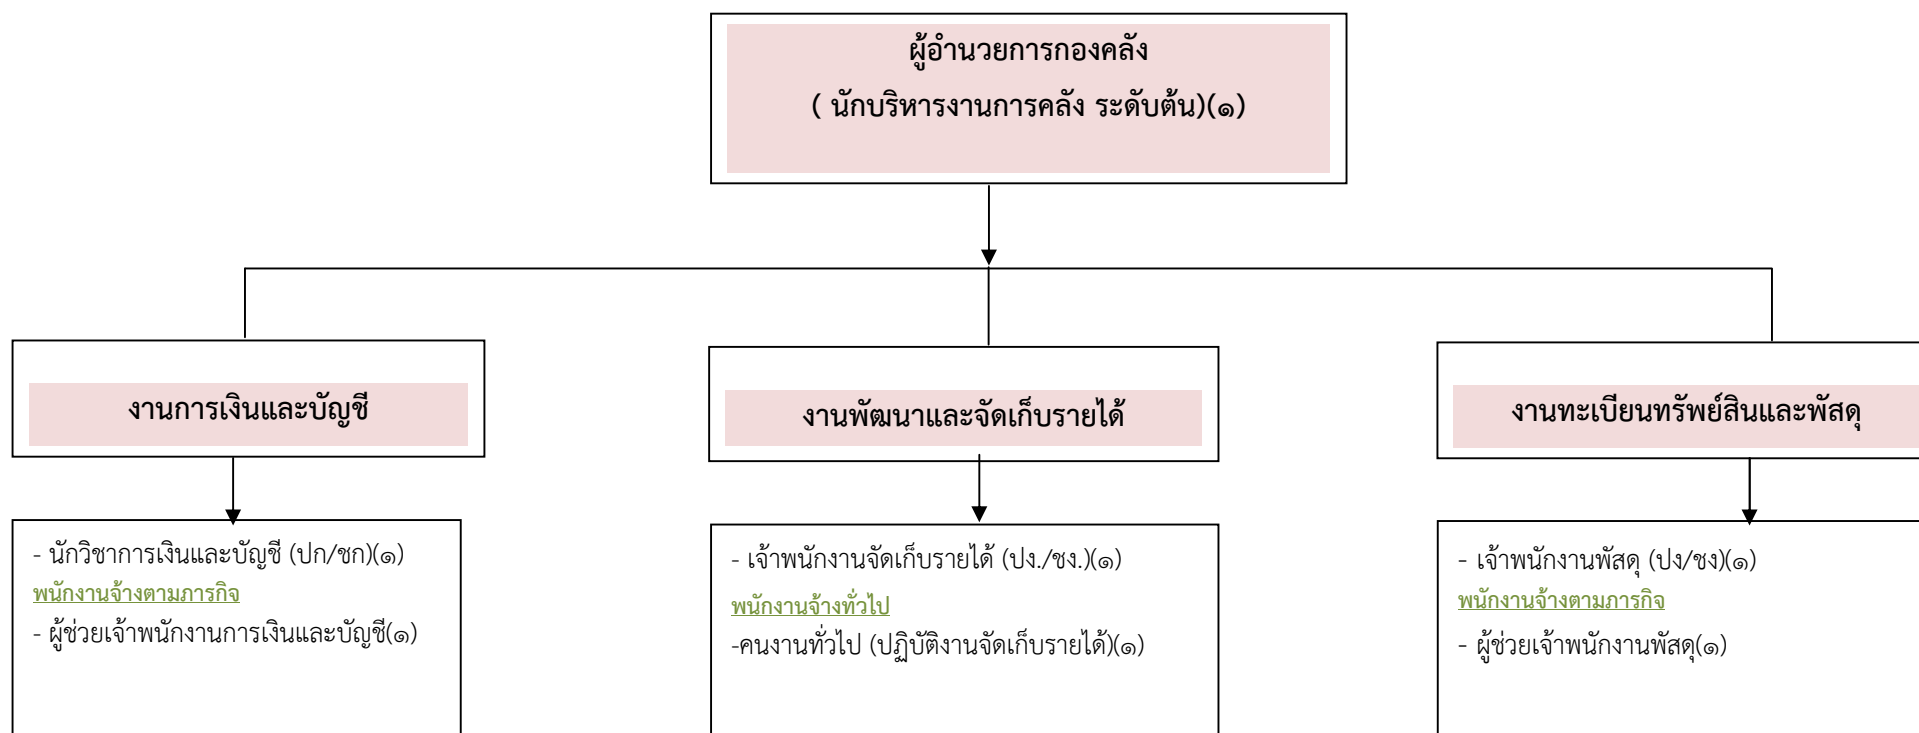 ผู้อำนวยการกองคลัง
( นักบริหารงานการคลัง ระดับต้น)(๑)
งานการเงินและบัญชี
งานพัฒนาและจัดเก็บรายได้
งานทะเบียนทรัพย์สินและพัสดุ
- นักวิชาการเงินและบัญชี (ปก/ชก)(๑)
พนักงานจ้างตามภารกิจ
- ผู้ช่วยเจ้าพนักงานการเงินและบัญชี(๑)
- เจ้าพนักงานจัดเก็บรายได้ (ปง./ชง.)(๑)
พนักงานจ้างทั่วไป
-คนงานทั่วไป (ปฏิบัติงานจัดเก็บรายได้)(๑)
- เจ้าพนักงานพัสดุ (ปง/ชง)(๑)
พนักงานจ้างตามภารกิจ
- ผู้ช่วยเจ้าพนักงานพัสดุ(๑)